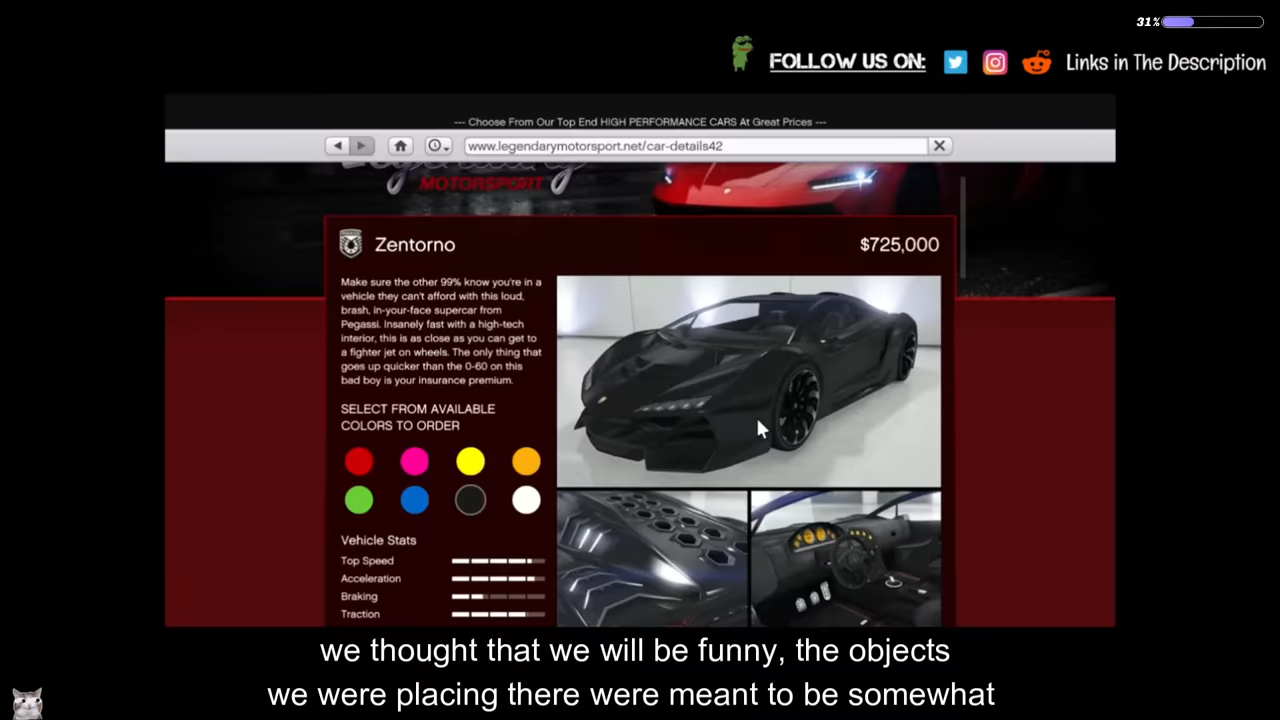 31%
FOLLOW US ON: Links in The Description
--- Choose From Our Top End HIGH PERFORMANCE CARS At Great Prices ---
www.legendarymotorsport.net/car-details42
MOTORSPORT
Zentorno $725,000
Make sure the other 99% know you're in a
vehicle they can't afford with this loud,
brash, in-your-face supercar from
Pegassi. Insanely fast with a high-tech
interior, this is as close as you can get to
a fighter jet on wheels. The only thing that
goes up quicker than the 0-60 on this
bad boy is your insurance premium.
SELECT FROM AVAILABLE
COLORS TO ORDER
Vehicle Stats
Top Speed
Acceleration
Braking
Traction
we thought that we will be funny, the objects
we were placing there were meant to be somewhat